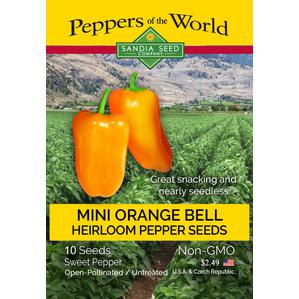 Peppers of the World
SANDIA SEED
COMPANY
Great snacking and
nearly seedless.
MINI ORANGE BELL
HEIRLOOM PEPPER SEEDS
10 Seeds
Non-GMO
Sweet Pepper
$2.49
Open-Pollinated / Untreated
U.S.A. & Czech Republic